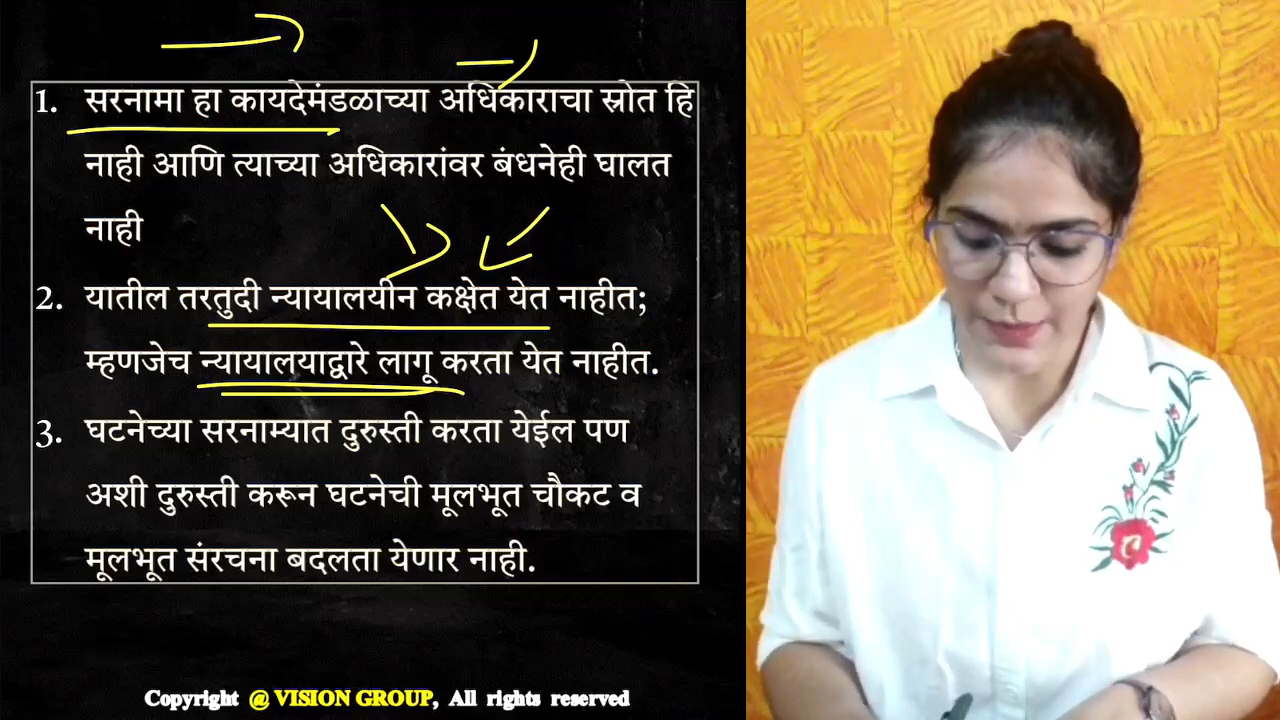 1. सरनामा हा कायदेमंडळाच्या अधिकाराचा स्रोत हि
नाही आणि त्याच्या अधिकारांवर बंधनेही घालत
नाही
2. यातील तरतुदी न्यायालयीन कक्षेत येत नाहीत;
म्हणजेच न्यायालयाद्वारे लागू करता येत नाहीत.
3. घटनेच्या सरनाम्यात दुरुस्ती करता येईल पण
अशी दुरुस्ती करून घटनेची मूलभूत चौकट व
मूलभूत संरचना बदलता येणार नाही.
Copyright @ VISION GROUP, All rights reserved